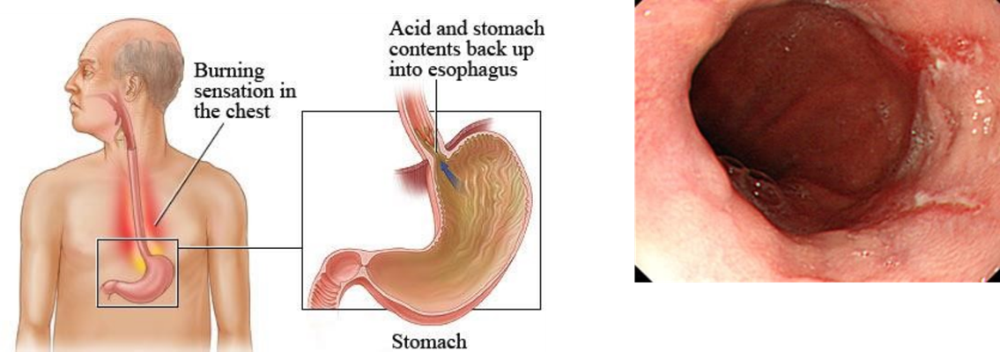 Acid and stomach
contents back up
into esophagus
Burning
sensation in
the chest
Stomach